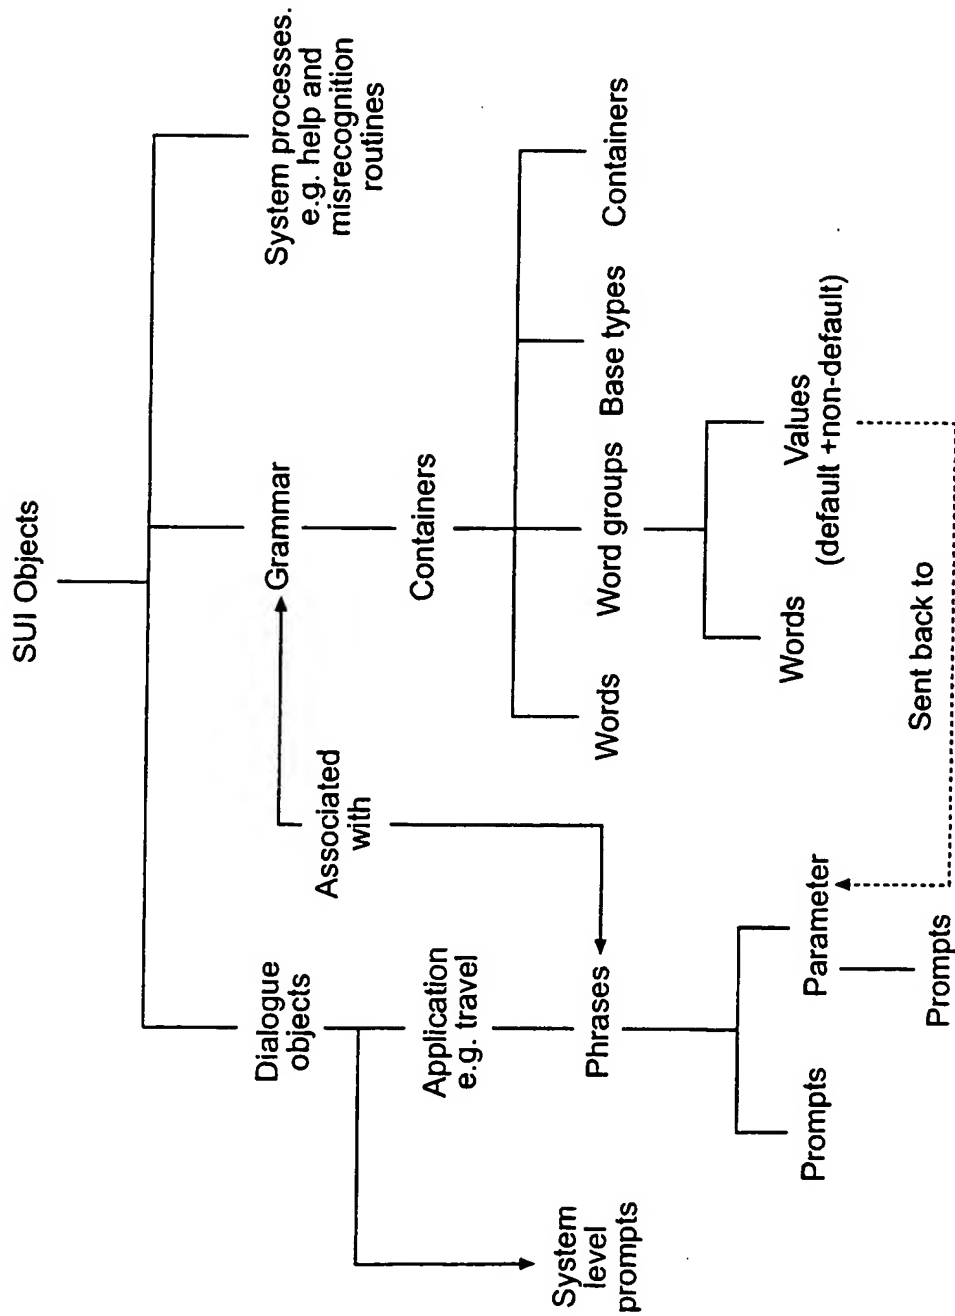 SUI Objects
Dialogue
objects
Grammar
System processes.
e.g. help and
misrecognition
routines
Associated
with
Application
e.g. travel
Containers
System
level
prompts
Phrases
Words
Word groups
Base types
Containers
Prompts
Parameter
Words
Values
(default +non-default)
Prompts
Sent back to